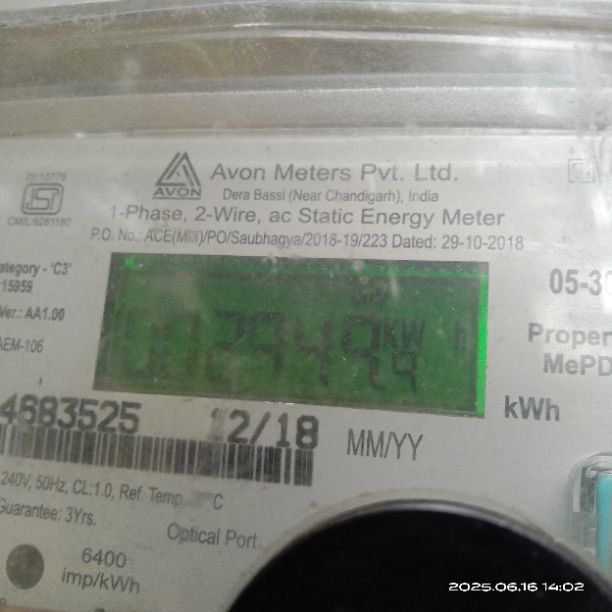 IS:13779
CM/L 9281180
AVON
Avon Meters Pvt. Ltd.
Dera Bassi (Near Chandigarh), India
1-Phase, 2-Wire, ac Static Energy Meter
P.O. No.: ACE(MM)/PO/Saubhagya/2018-19/223 Dated: 29-10-2018
ategory - 'C3'
15959
Ver.: AA1.00
AEM-106
05-3
002949.9 kW h
Proper
MePD
kWh
4683525 12/18 MM/YY
240V, 50Hz, CL:1.0, Ref. Temp. °C
Guarantee: 3Yrs.
Optical Port
6400
imp/kWh
2025.06.16 14:02